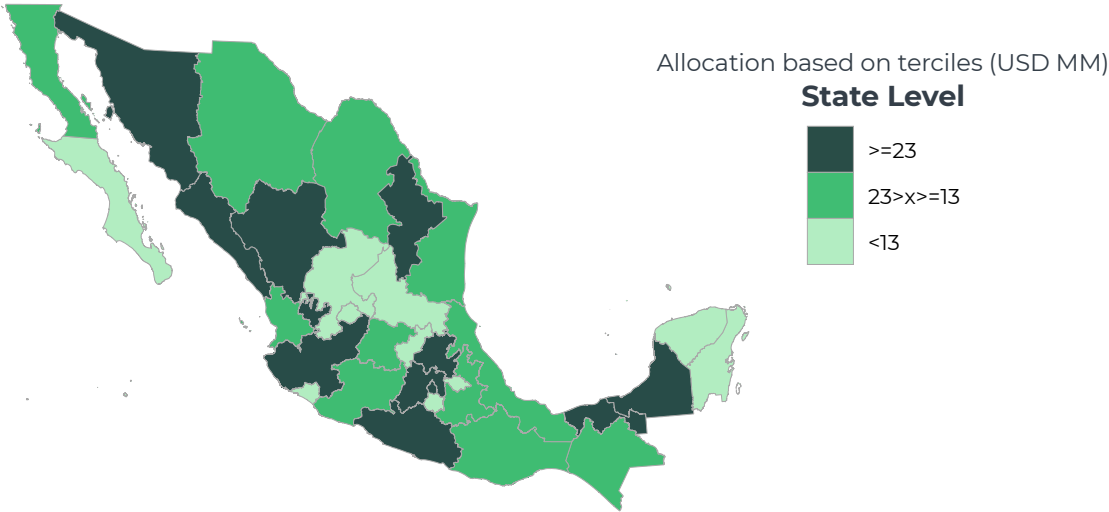 Allocation based on terciles (USD MM)
State Level
>=23
23>x>=13
<13